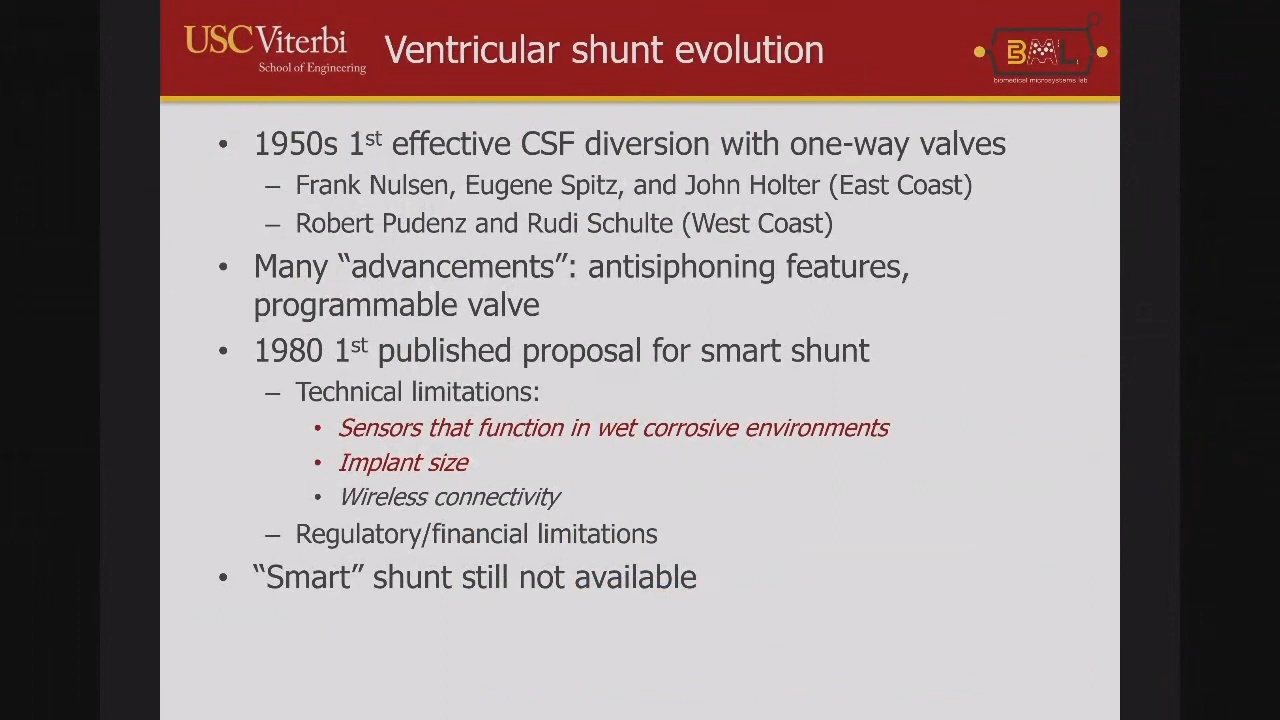 USC Viterbi
School of Engineering
Ventricular shunt evolution
BML
biomedical microsystems lab
• 1950s 1st effective CSF diversion with one-way valves
– Frank Nulsen, Eugene Spitz, and John Holter (East Coast)
– Robert Pudenz and Rudi Schulte (West Coast)
• Many “advancements”: antisiphoning features,
programmable valve
• 1980 1st published proposal for smart shunt
– Technical limitations:
• Sensors that function in wet corrosive environments
• Implant size
• Wireless connectivity
– Regulatory/financial limitations
• “Smart” shunt still not available